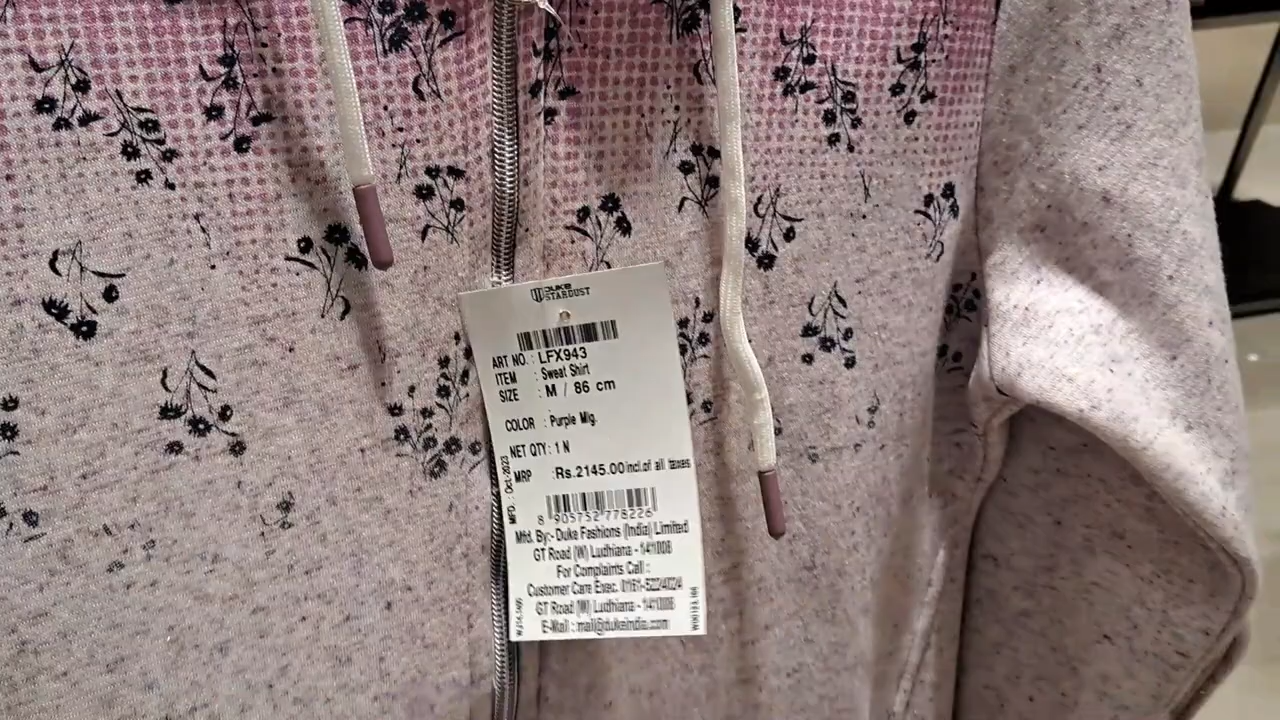 DUKE
STARDUST
ART NO. : LFX943
ITEM : Sweat Shirt
SIZE : M / 86 cm
COLOR : Purple Mlg.
NET QTY : 1 N
MRP : Rs.2145.00 incl.of all taxes
MFD. : Oct.2023
8 905752 778226
Mfd. By:- Duke Fashions (India) Limited
GT Road (W) Ludhiana - 141008
For Complaints Call :
Customer Care Exec. 0161-5224024
GT Road (W) Ludhiana - 141008
E-Mail : mail@dukeindia.com